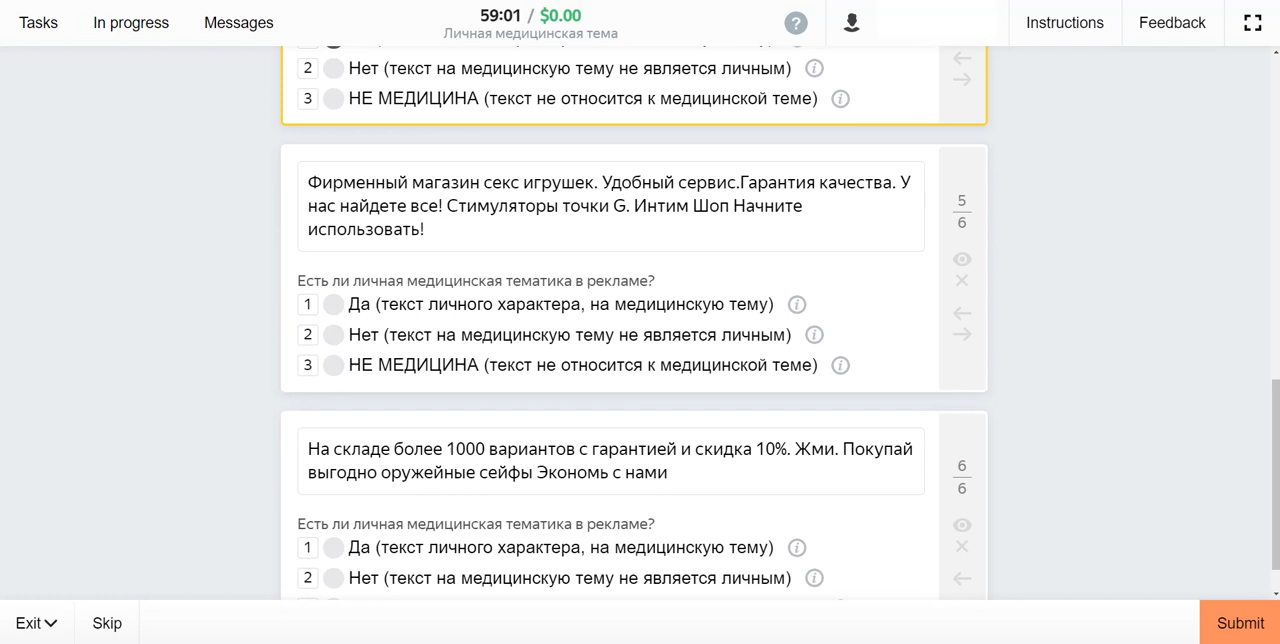 Tasks
In progress
Messages
59:01 / $0.00
Личная медицинская тема
?
Instructions
Feedback
2 Нет (текст на медицинскую тему не является личным) i
3 НЕ МЕДИЦИНА (текст не относится к медицинской теме) i
Фирменный магазин секс игрушек. Удобный сервис.Гарантия качества. У
нас найдете все! Стимуляторы точки G. Интим Шоп Начните
использовать!
5
6
Есть ли личная медицинская тематика в рекламе?
1 Да (текст личного характера, на медицинскую тему) i
2 Нет (текст на медицинскую тему не является личным) i
3 НЕ МЕДИЦИНА (текст не относится к медицинской теме) i
На складе более 1000 вариантов с гарантией и скидка 10%. Жми. Покупай
выгодно оружейные сейфы Экономь с нами
6
6
Есть ли личная медицинская тематика в рекламе?
1 Да (текст личного характера, на медицинскую тему) i
2 Нет (текст на медицинскую тему не является личным) i
Exit
Skip
Submit